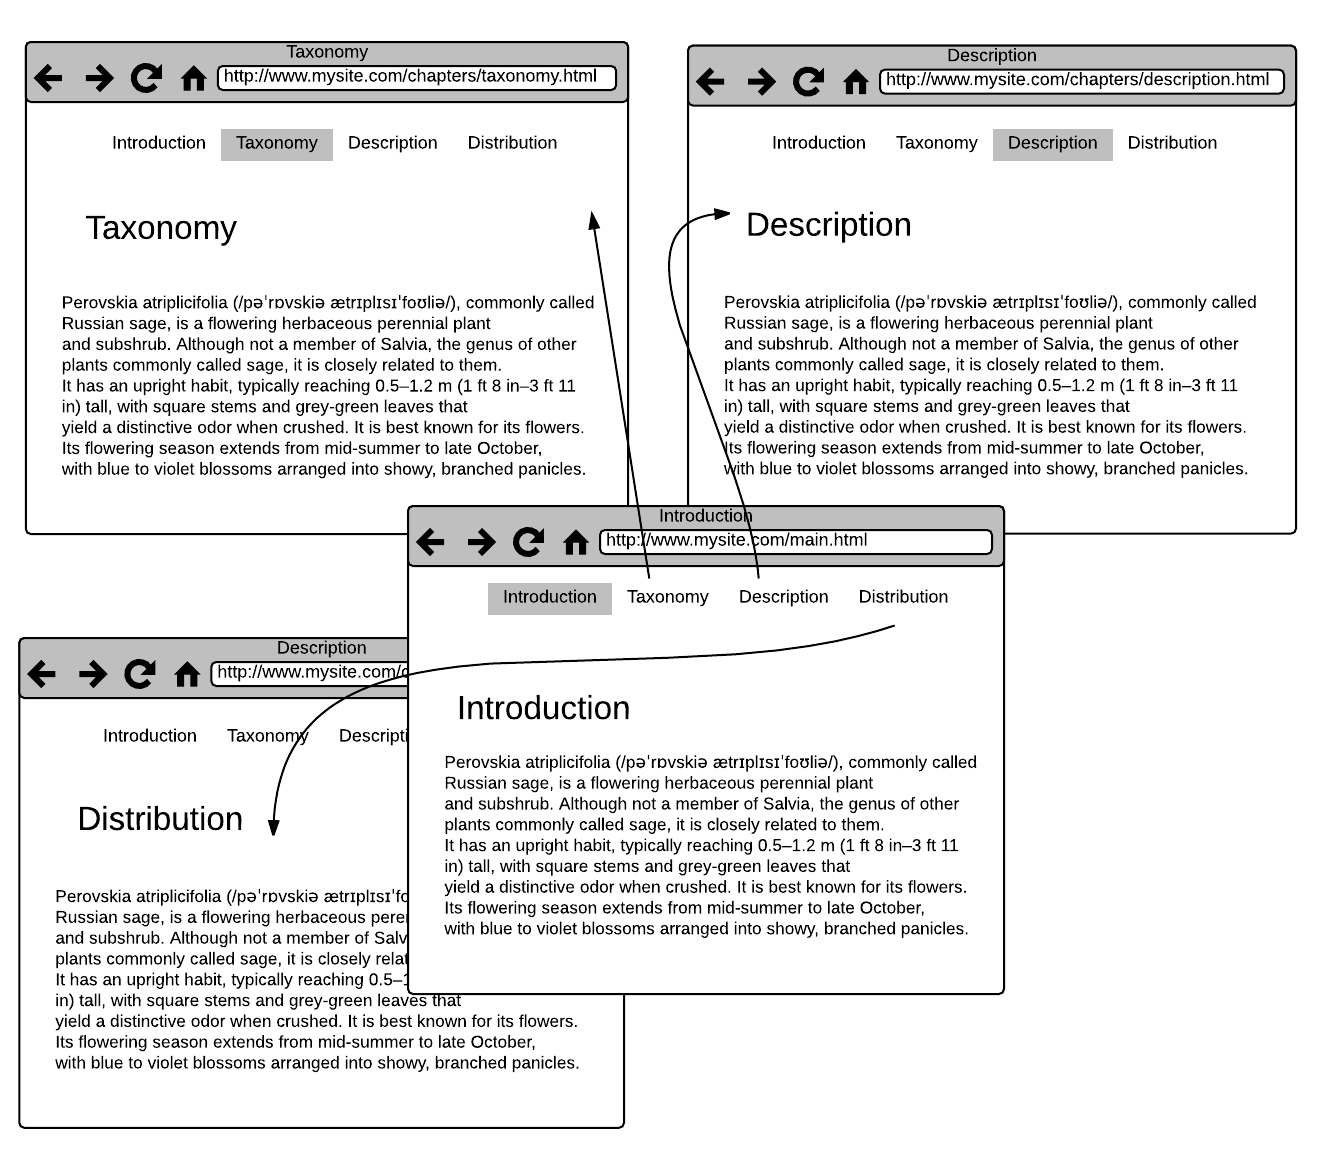 Taxonomy
http://www.mysite.com/chapters/taxonomy.html
Introduction Taxonomy Description Distribution
Taxonomy
Perovskia atriplicifolia (/pəˈrɒvskiə ætrɪplɪsɪˈfoʊliə/), commonly called
Russian sage, is a flowering herbaceous perennial plant
and subshrub. Although not a member of Salvia, the genus of other
plants commonly called sage, it is closely related to them.
It has an upright habit, typically reaching 0.5–1.2 m (1 ft 8 in–3 ft 11
in) tall, with square stems and grey-green leaves that
yield a distinctive odor when crushed. It is best known for its flowers.
Its flowering season extends from mid-summer to late October,
with blue to violet blossoms arranged into showy, branched panicles.
Description
http://www.mysite.com/chapters/description.html
Introduction Taxonomy Description Distribution
Description
Perovskia atriplicifolia (/pəˈrɒvskiə ætrɪplɪsɪˈfoʊliə/), commonly called
Russian sage, is a flowering herbaceous perennial plant
and subshrub. Although not a member of Salvia, the genus of other
plants commonly called sage, it is closely related to them.
It has an upright habit, typically reaching 0.5–1.2 m (1 ft 8 in–3 ft 11
in) tall, with square stems and grey-green leaves that
yield a distinctive odor when crushed. It is best known for its flowers.
Its flowering season extends from mid-summer to late October,
with blue to violet blossoms arranged into showy, branched panicles.
Introduction
http://www.mysite.com/main.html
Introduction Taxonomy Description Distribution
Introduction
Perovskia atriplicifolia (/pəˈrɒvskiə ætrɪplɪsɪˈfoʊliə/), commonly called
Russian sage, is a flowering herbaceous perennial plant
and subshrub. Although not a member of Salvia, the genus of other
plants commonly called sage, it is closely related to them.
It has an upright habit, typically reaching 0.5–1.2 m (1 ft 8 in–3 ft 11
in) tall, with square stems and grey-green leaves that
yield a distinctive odor when crushed. It is best known for its flowers.
Its flowering season extends from mid-summer to late October,
with blue to violet blossoms arranged into showy, branched panicles.
Description
http://www.mysite.com/
Introduction Taxonomy
Distribution
Perovskia atriplicifolia (/pəˈrɒvskiə
Russian sage, is a flowering herbaceous
and subshrub. Although not a member of
plants commonly called sage, it is closely
It has an upright habit, typically reaching
in) tall, with square stems and grey-green leaves that
yield a distinctive odor when crushed. It is best known for its flowers.
Its flowering season extends from mid-summer to late October,
with blue to violet blossoms arranged into showy, branched panicles.